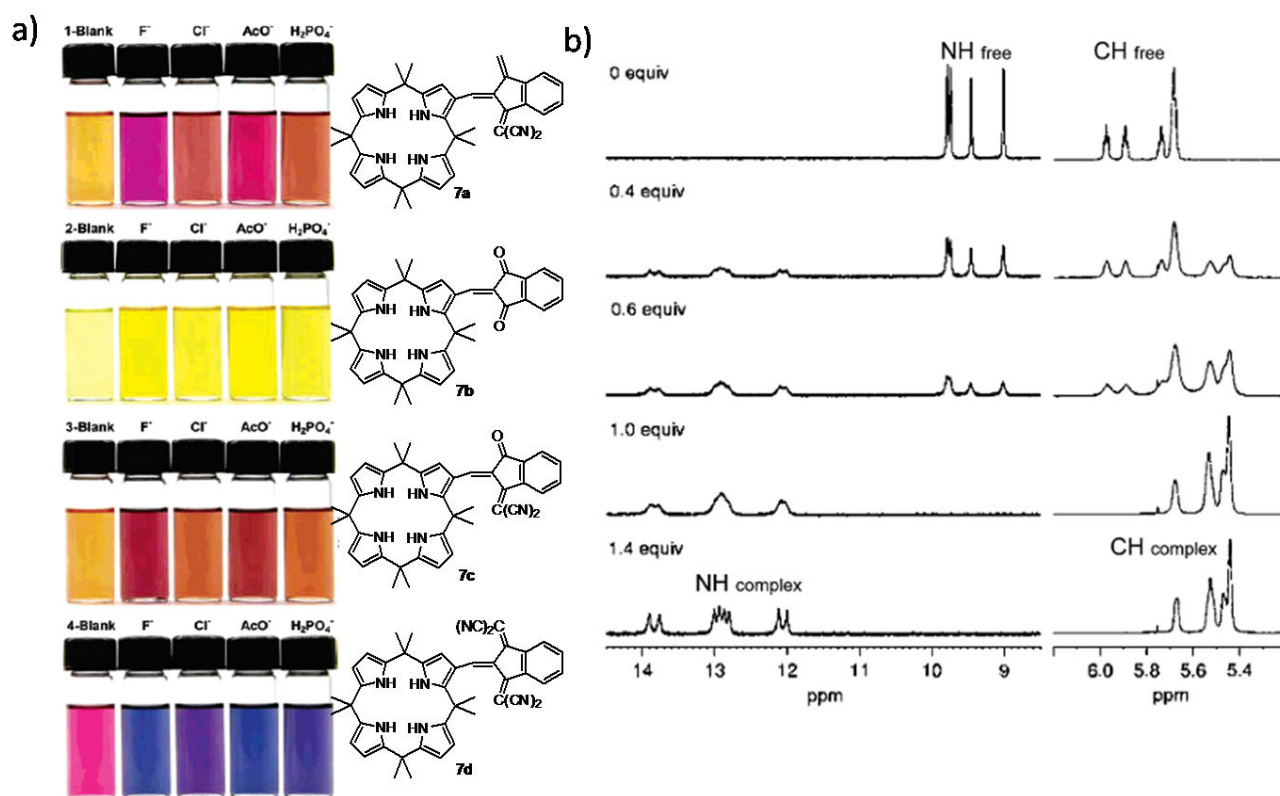 a)
1-Blank F⁻ Cl⁻ AcO⁻ H₂PO₄⁻
NH HN
NH HN
C(CN)₂
7a
2-Blank F⁻ Cl⁻ AcO⁻ H₂PO₄⁻
O
NH HN
O
NH HN
7b
3-Blank F⁻ Cl⁻ AcO⁻ H₂PO₄⁻
O
NH HN
C(CN)₂
NH HN
7c
4-Blank F⁻ Cl⁻ AcO⁻ H₂PO₄⁻
(NC)₂C
NH HN
C(CN)₂
NH HN
7d
b)
NH free CH free
0 equiv
0.4 equiv
0.6 equiv
1.0 equiv
1.4 equiv
NH complex
CH complex
14 13 12 11 10 9
ppm
6.0 5.8 5.6 5.4
ppm